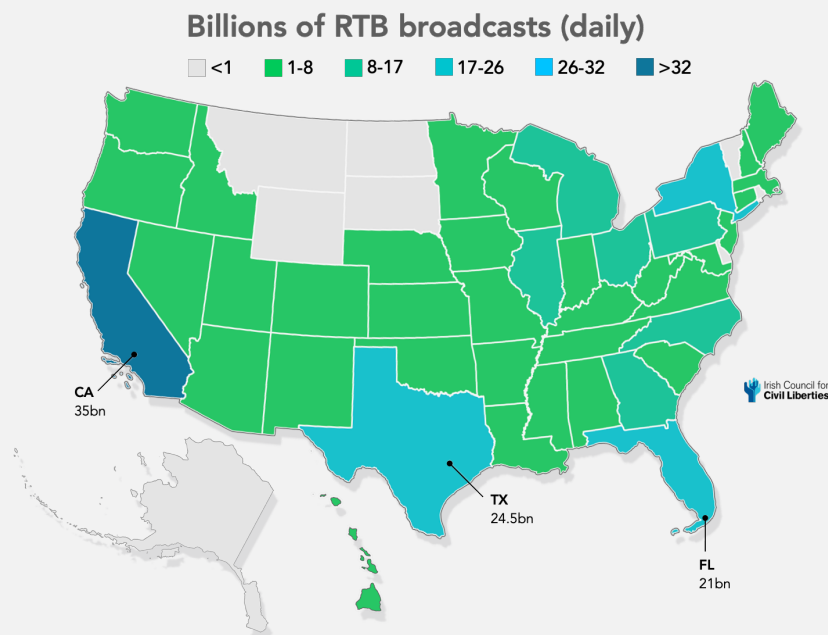 Billions of RTB broadcasts (daily)
<1 1-8 8-17 17-26 26-32 >32
CA
35bn
Irish Council for
Civil Liberties
TX
24.5bn
FL
21bn